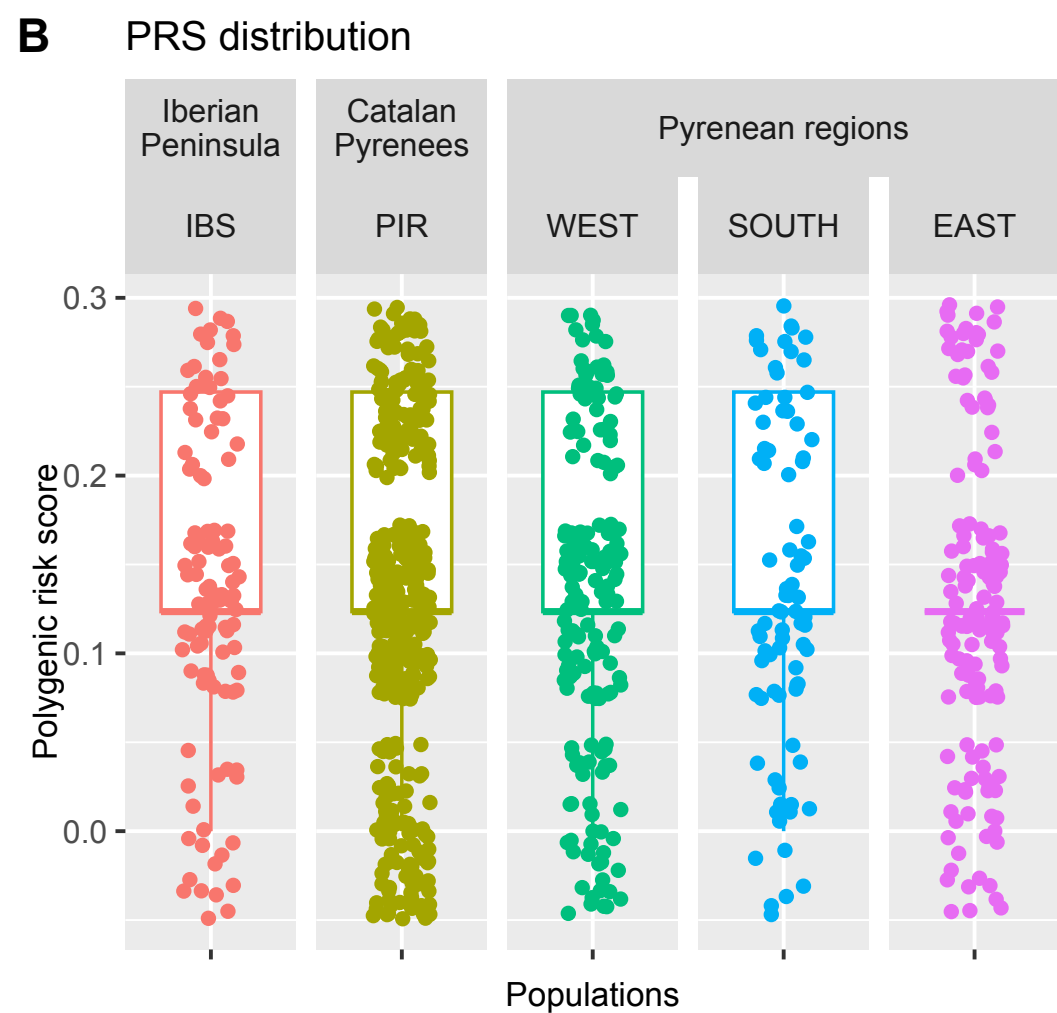 B PRS distribution
Iberian
Peninsula
Catalan
Pyrenees
Pyrenean regions
IBS PIR WEST SOUTH EAST
Polygenic risk score
0.3
0.2
0.1
0.0
Populations